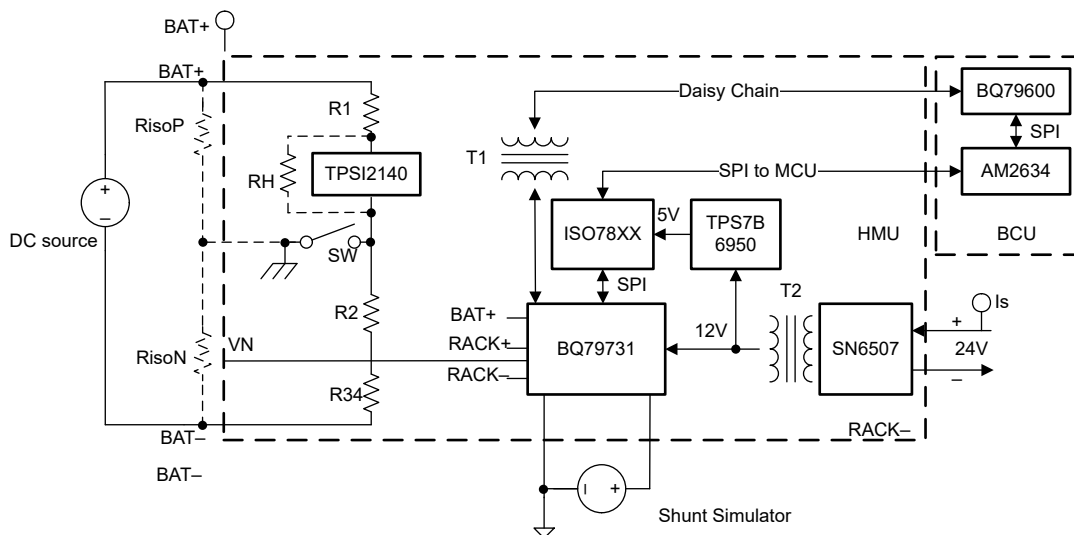 BAT+
BAT+
R1
RisoP
RH
TPSI2140
+
–
DC source
SW
R2
RisoN
VN
R34
BAT–
BAT–
Daisy Chain
BQ79600
SPI
T1
SPI to MCU
AM2634
5V
ISO78XX
TPS7B
6950
HMU
BCU
SPI
T2
Is
BAT+
RACK+
RACK–
BQ79731
12V
SN6507
+
24V
–
RACK–
I
+
Shunt Simulator